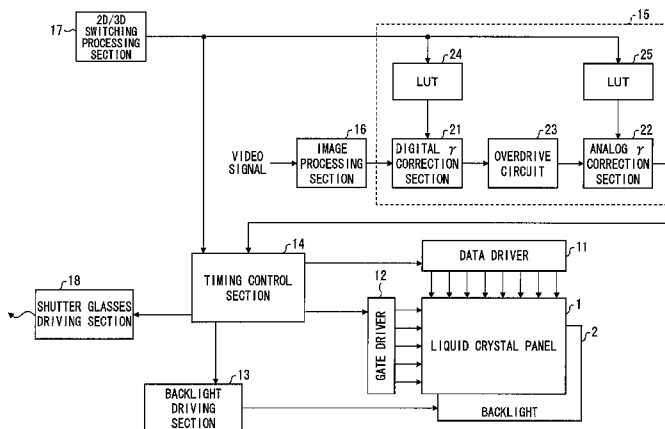 17
2D/3D
SWITCHING
PROCESSING
SECTION
15
24
LUT
25
LUT
VIDEO
SIGNAL
16
IMAGE
PROCESSING
SECTION
21
DIGITAL γ
CORRECTION
SECTION
23
OVERDRIVE
CIRCUIT
22
ANALOG γ
CORRECTION
SECTION
14
TIMING CONTROL
SECTION
11
DATA DRIVER
18
SHUTTER GLASSES
DRIVING SECTION
12
GATE DRIVER
1
LIQUID CRYSTAL PANEL
2
BACKLIGHT
13
BACKLIGHT
DRIVING
SECTION